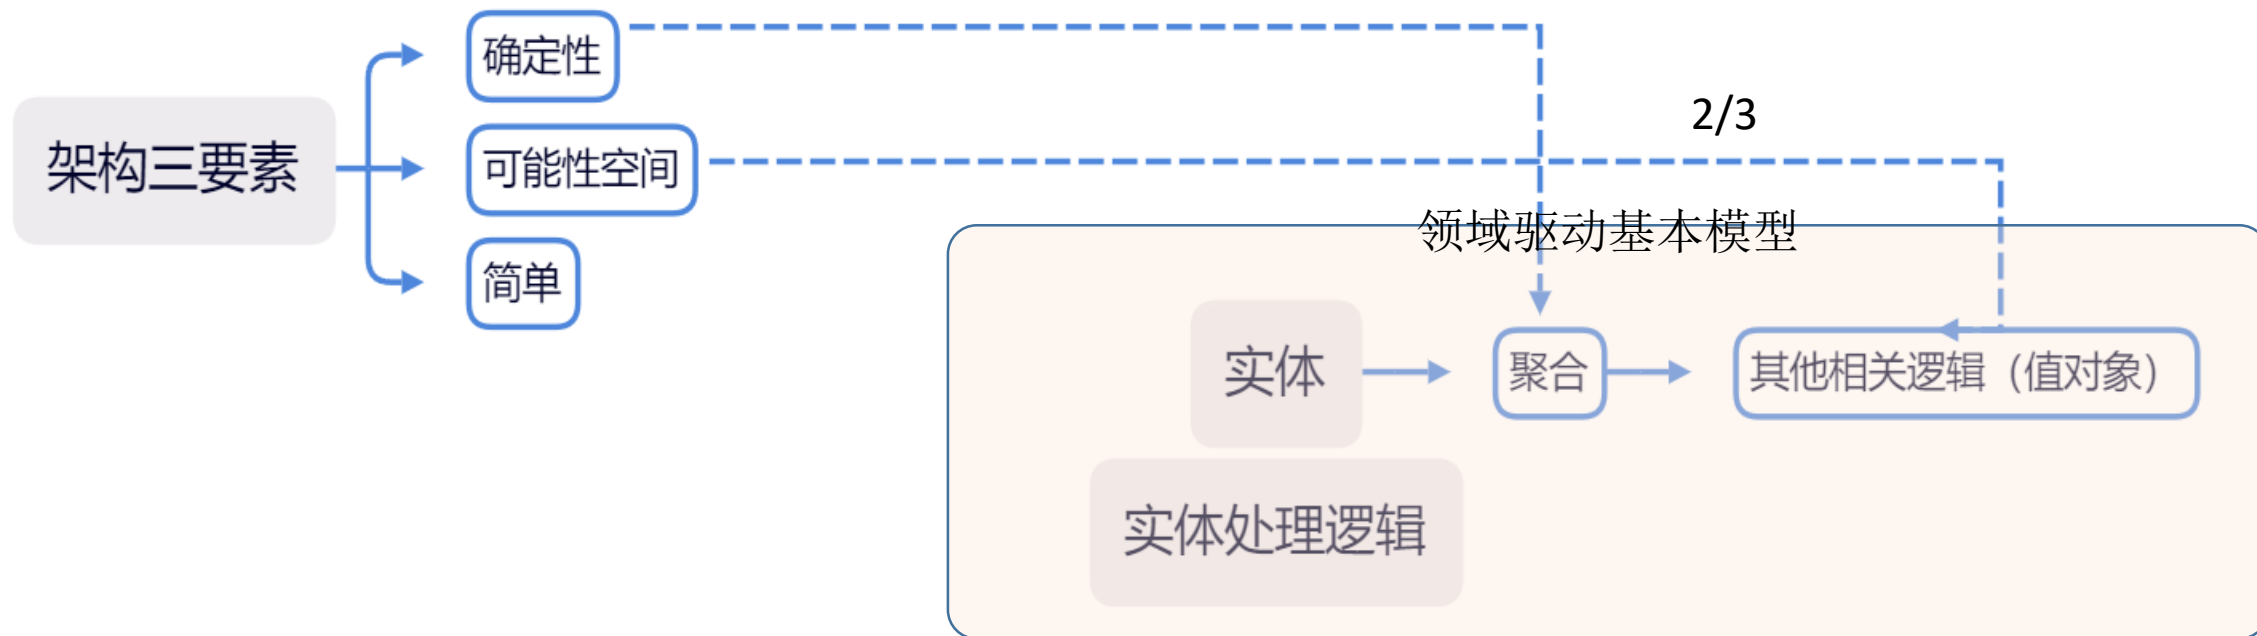 确定性
架构三要素
可能性空间
简单
2/3
领域驱动基本模型
实体
聚合
其他相关逻辑（值对象）
实体处理逻辑